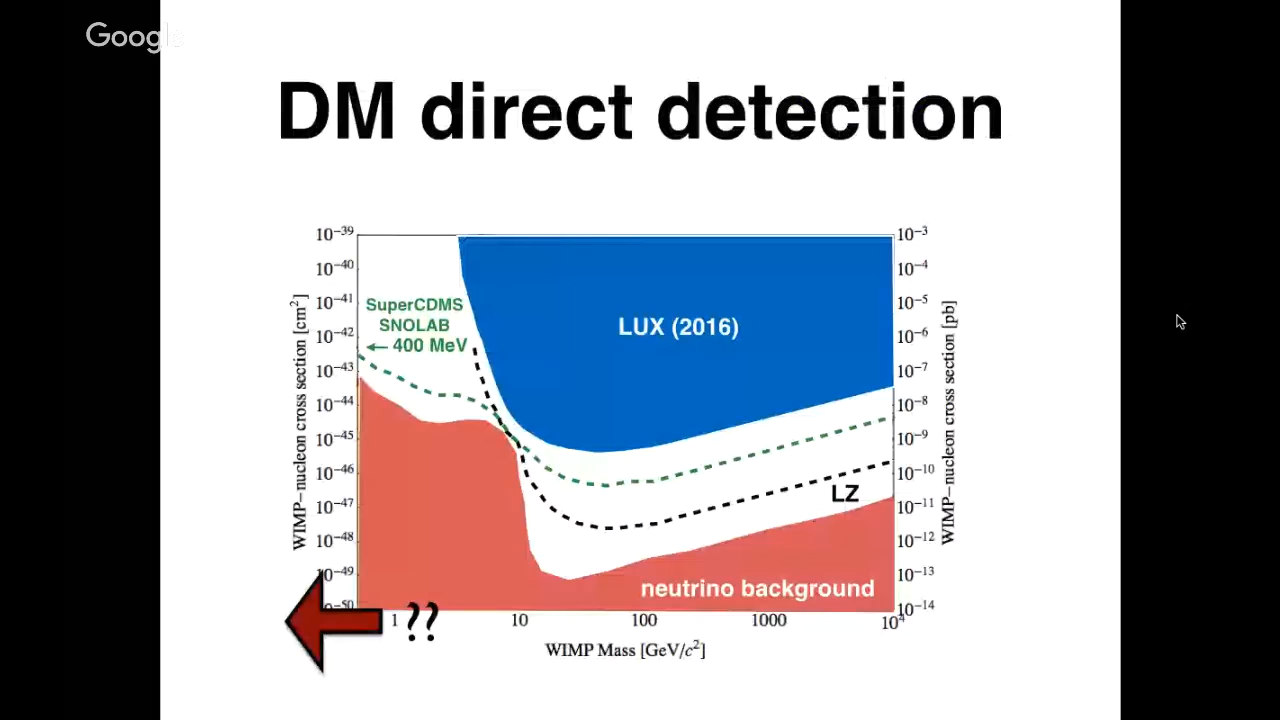 Google
DM direct detection
10⁻³⁹
10⁻⁴⁰
10⁻⁴¹
10⁻⁴²
10⁻⁴³
10⁻⁴⁴
10⁻⁴⁵
10⁻⁴⁶
10⁻⁴⁷
10⁻⁴⁸
WIMP−nucleon cross section [cm²]
SuperCDMS
SNOLAB
400 MeV
LUX (2016)
LZ
neutrino background
10⁻³
10⁻⁴
10⁻⁵
10⁻⁶
10⁻⁷
10⁻⁸
10⁻⁹
10⁻¹⁰
10⁻¹¹
10⁻¹²
10⁻¹³
10⁻¹⁴
WIMP−nucleon cross section [pb]
1 ?? 10 100 1000 10⁴
WIMP Mass [GeV/c²]